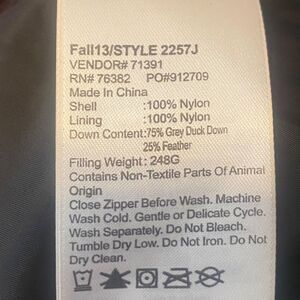 Fall13/STYLE 2257J
VENDOR# 71391
RN# 76382 PO#912709
Made In China
Shell :100% Nylon
Lining :100% Nylon
Down Content:75% Grey Duck Down
25% Feather
Filling Weight: 248G
Contains Non-Textile Parts Of Animal
Origin
Close Zipper Before Wash. Machine
Wash Cold. Gentle or Delicate Cycle.
Wash Separately. Do Not Bleach.
Tumble Dry Low. Do Not Iron. Do Not
Dry Clean.